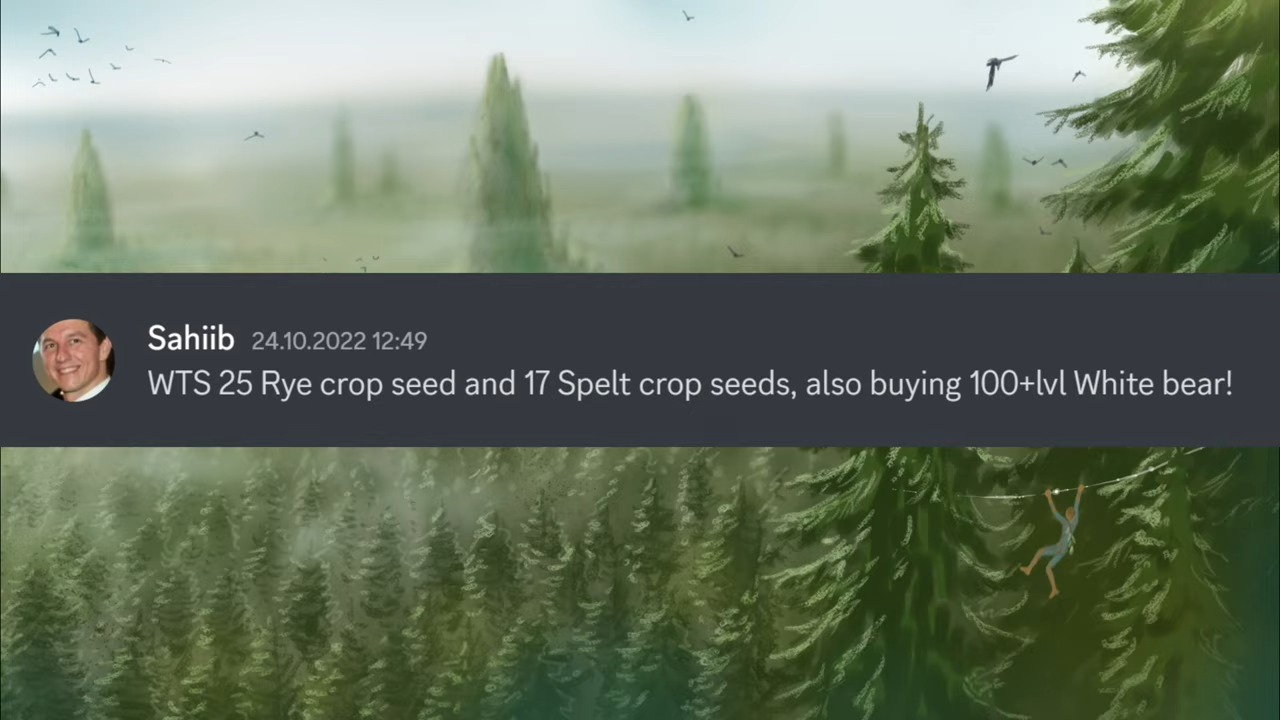 Sahiib 24.10.2022 12:49
WTS 25 Rye crop seed and 17 Spelt crop seeds, also buying 100+lvl White bear!